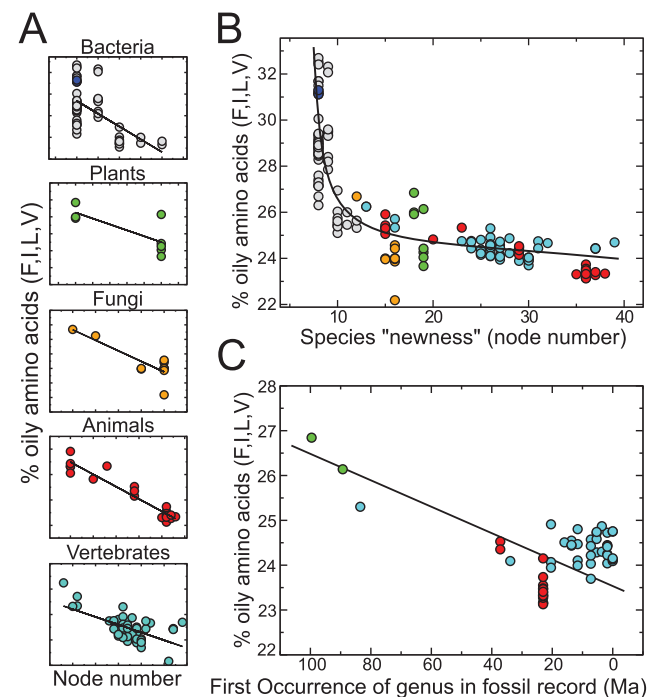 A
Bacteria
Plants
Fungi
Animals
Vertebrates
% oily amino acids (F,I,L,V)
Node number
B
% oily amino acids (F,I,L,V)
32
30
28
26
24
22
10 20 30 40
Species "newness" (node number)
C
% oily amino acids (F,I,L,V)
28
27
26
25
24
23
22
100 80 60 40 20 0
First Occurrence of genus in fossil record (Ma)